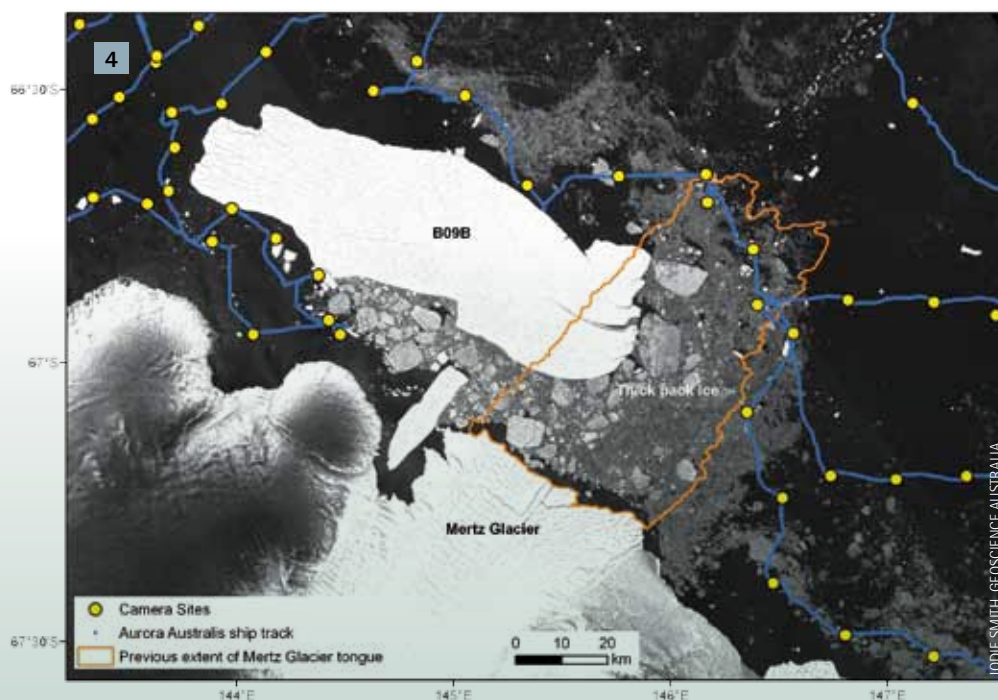 4
66°30'S
B09B
67°S
Thick pack ice
Mertz Glacier
Camera Sites
Aurora Australis ship track
Previous extent of Mertz Glacier tongue
0 10 20
km
67°30'S
144°E 145°E 146°E 147°E
JODIE SMITH, GEOSCIENCE AUSTRALIA